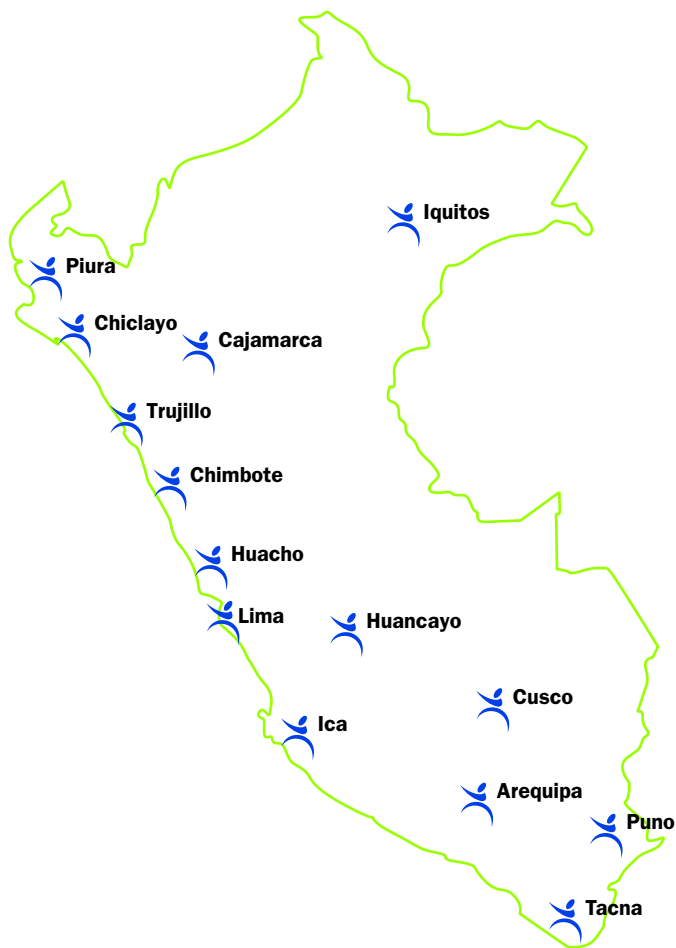 Iquitos
Piura
Chiclayo
Cajamarca
Trujillo
Chimbote
Huacho
Lima
Huancayo
Cusco
Ica
Arequipa
Puno
Tacna